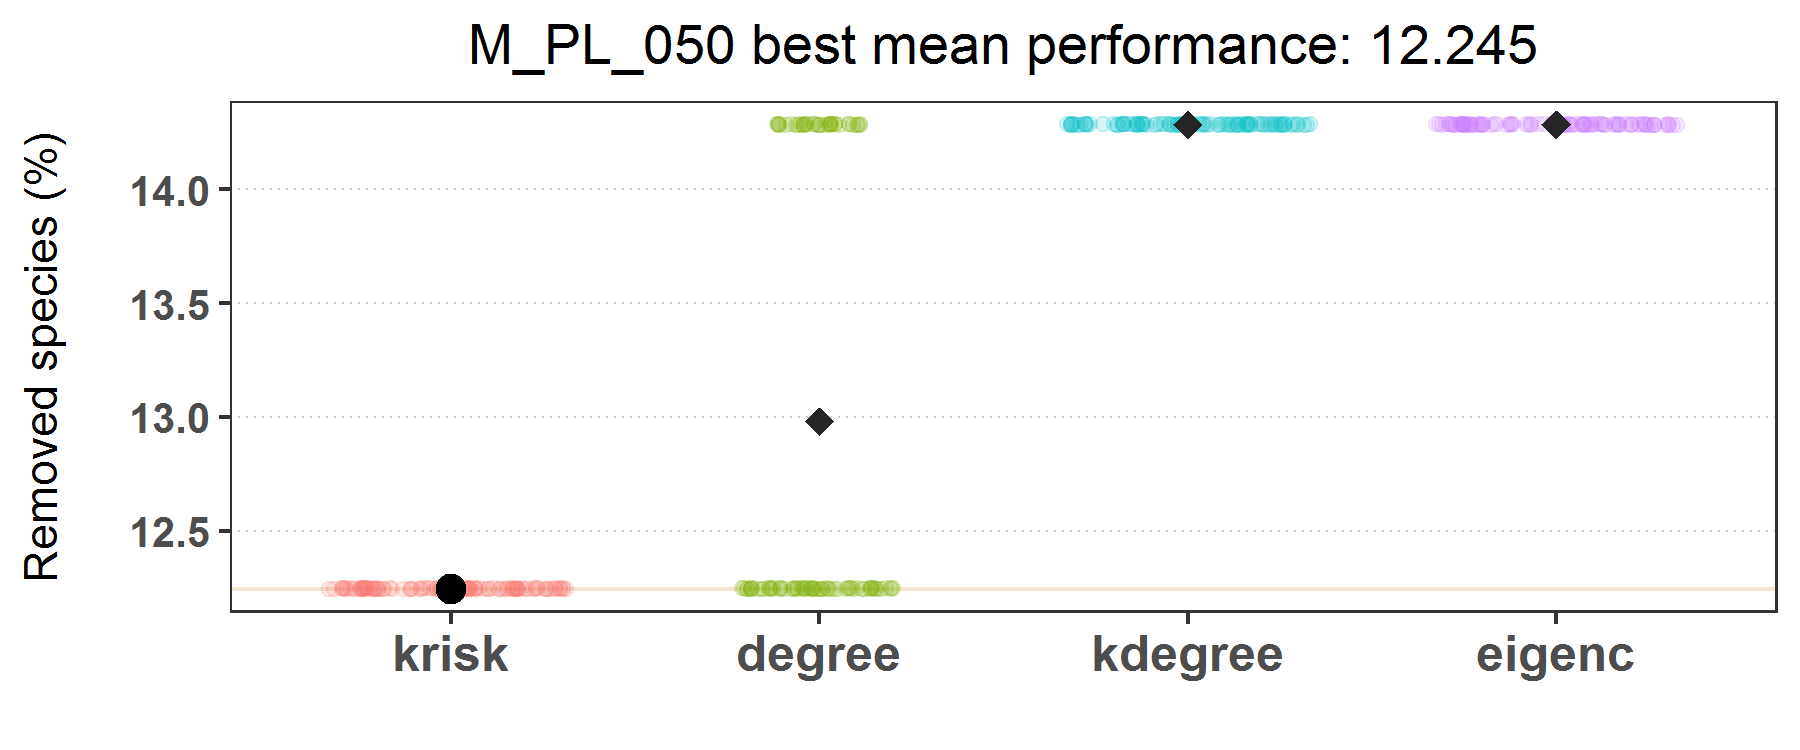 M_PL_050 best mean performance: 12.245
Removed species (%)
14.0
13.5
13.0
12.5
krisk degree kdegree eigenc